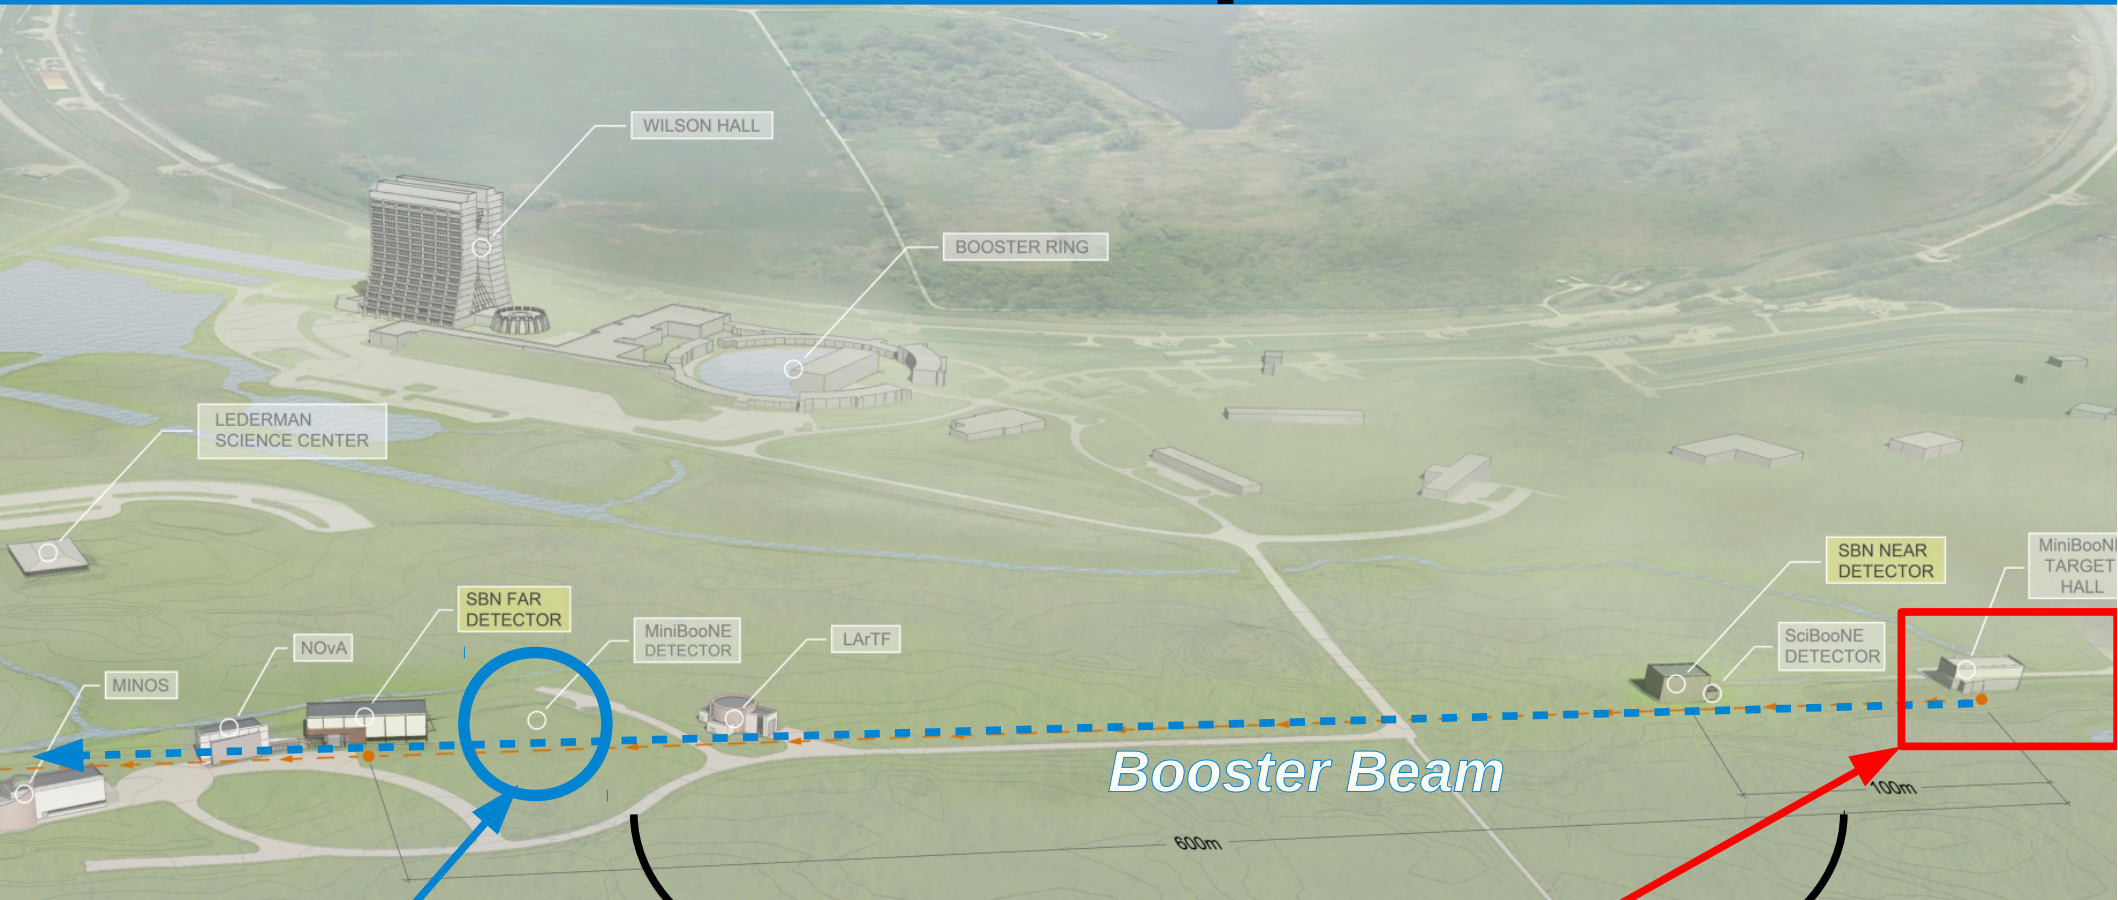 WILSON HALL
BOOSTER RING
LEDERMAN
SCIENCE CENTER
SBN NEAR
DETECTOR
MiniBooNE
TARGET
HALL
SBN FAR
DETECTOR
MiniBooNE
DETECTOR
LArTF
SciBooNE
DETECTOR
NOvA
MINOS
Booster Beam
100m
600m